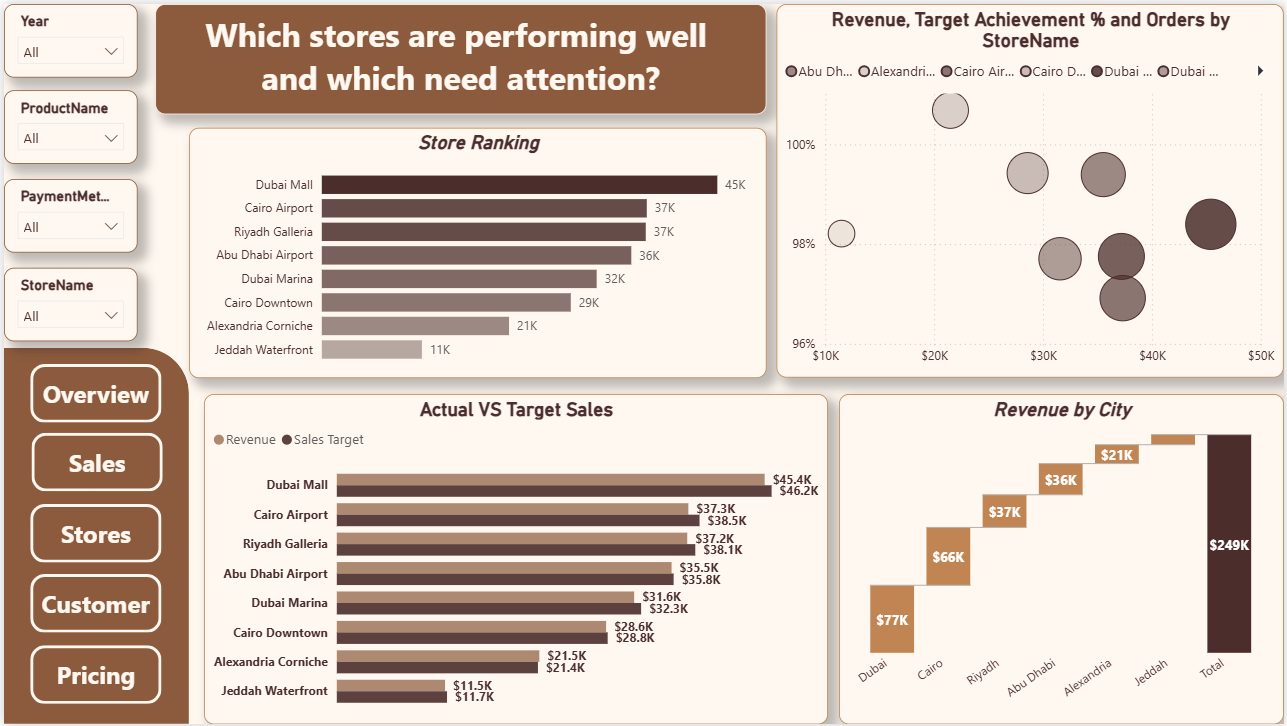 Year
All
ProductName
All
PaymentMet...
All
StoreName
All
Overview
Sales
Stores
Customer
Pricing
Which stores are performing well
and which need attention?
Store Ranking
Dubai Mall 45K
Cairo Airport 37K
Riyadh Galleria 37K
Abu Dhabi Airport 36K
Dubai Marina 32K
Cairo Downtown 29K
Alexandria Corniche 21K
Jeddah Waterfront 11K
Revenue, Target Achievement % and Orders by
StoreName
Abu Dh... Alexandri... Cairo Air... Cairo D... Dubai ... Dubai ...
100%
98%
96%
$10K $20K $30K $40K $50K
Actual VS Target Sales
Revenue Sales Target
Dubai Mall $45.4K
$46.2K
Cairo Airport $37.3K
$38.5K
Riyadh Galleria $37.2K
$38.1K
Abu Dhabi Airport $35.5K
$35.8K
Dubai Marina $31.6K
$32.3K
Cairo Downtown $28.6K
$28.8K
Alexandria Corniche $21.5K
$21.4K
Jeddah Waterfront $11.5K
$11.7K
Revenue by City
$77K
$66K
$37K
$36K
$21K
$249K
Dubai Cairo Riyadh Abu Dhabi Alexandria Jeddah Total